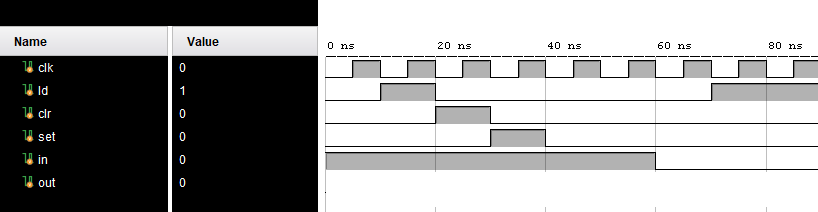 Name Value
0 ns 20 ns 40 ns 60 ns 80 ns
clk 0
ld 1
clr 0
set 0
in 0
out 0